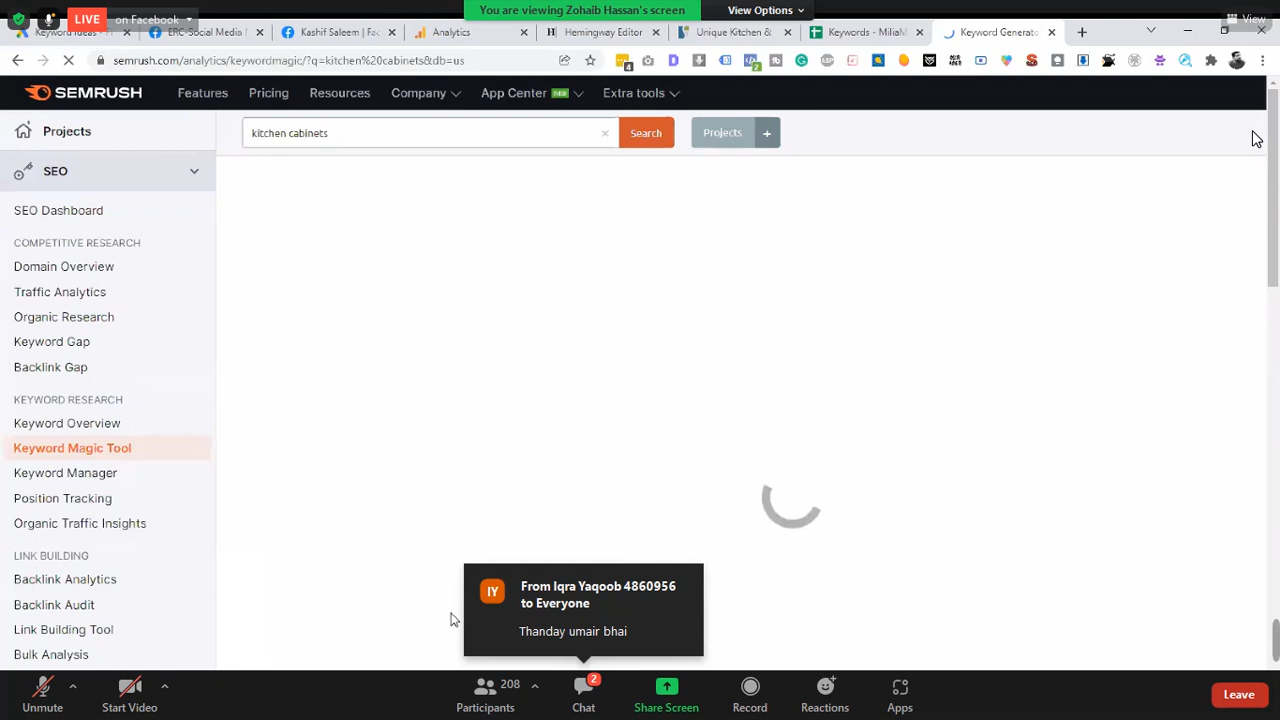 LIVE on Facebook
You are viewing Zohaib Hassan's screen
View Options
View
Keyword Ideas
ERC-Social Media
Kashif Saleem | Fac
Analytics
Hemingway Editor
Unique Kitchen &
Keywords - MiliaM
Keyword Generato
semrush.com/analytics/keywordmagic/?q=kitchen%20cabinets&db=us
SEMRUSH
Features
Pricing
Resources
Company
App Center NEW
Extra tools
Projects
kitchen cabinets
Search
Projects +
SEO
SEO Dashboard
COMPETITIVE RESEARCH
Domain Overview
Traffic Analytics
Organic Research
Keyword Gap
Backlink Gap
KEYWORD RESEARCH
Keyword Overview
Keyword Magic Tool
Keyword Manager
Position Tracking
Organic Traffic Insights
LINK BUILDING
Backlink Analytics
Backlink Audit
Link Building Tool
Bulk Analysis
IY
From Iqra Yaqoob 4860956
to Everyone
Thanday umair bhai
Unmute
Start Video
208
Participants
2
Chat
Share Screen
Record
Reactions
Apps
Leave